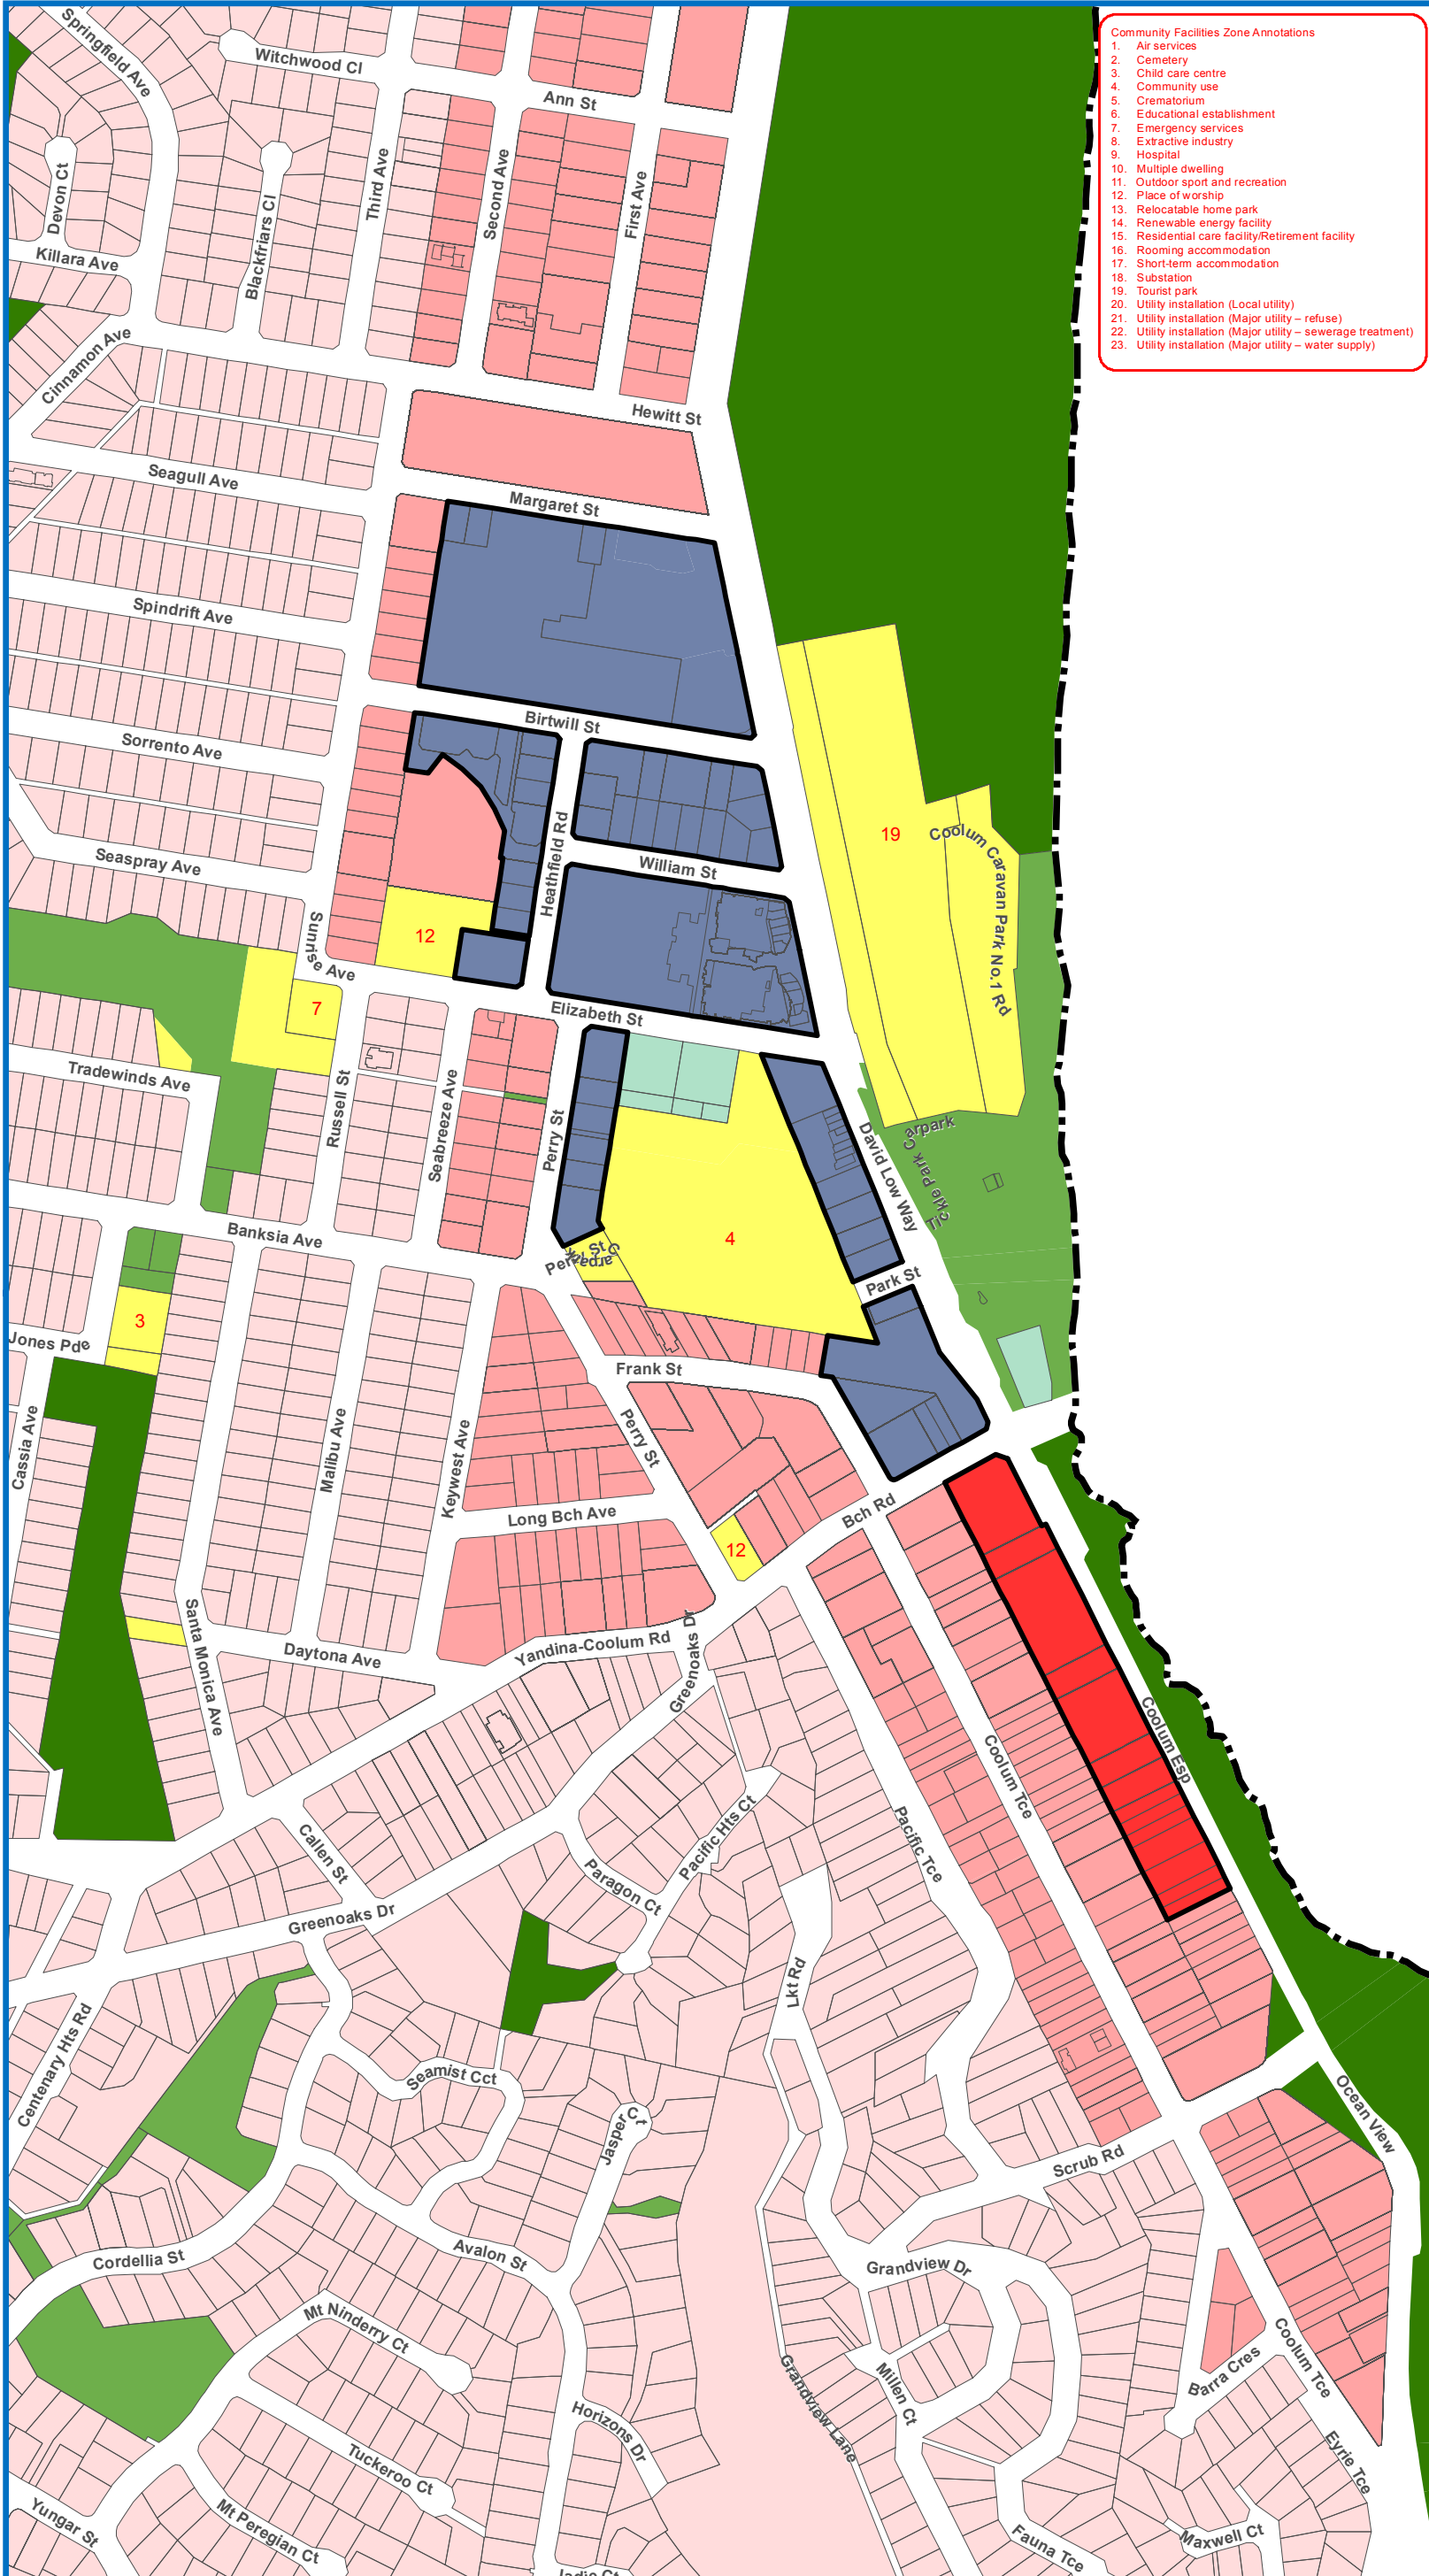 Community Facilities Zone Annotations
1. Air services
2. Cemetery
3. Child care centre
4. Community use
5. Crematorium
6. Educational establishment
7. Emergency services
8. Extractive industry
9. Hospital
10. Multiple dwelling
11. Outdoor sport and recreation
12. Place of worship
13. Relocatable home park
14. Renewable energy facility
15. Residential care facility/Retirement facility
16. Rooming accommodation
17. Short-term accommodation
18. Substation
19. Tourist park
20. Utility installation (Local utility)
21. Utility installation (Major utility – refuse)
22. Utility installation (Major utility – sewerage treatment)
23. Utility installation (Major utility – water supply)
Springfield Ave
Witchwood Cl
Ann St
Devon Ct
Third Ave
Second Ave
First Ave
Blackfriars Cl
Killara Ave
Cinnamon Ave
Hewitt St
Seagull Ave
Margaret St
Spindrift Ave
Birtwill St
Sorrento Ave
19
Coolum Caravan Park No.1 Rd
Seaspray Ave
Heathfield Rd
William St
12
Sunrise Ave
7
Elizabeth St
Tradewinds Ave
Russell St
Seabreeze Ave
Perry St
David Low Way
Tickle Park Carpark
Banksia Ave
4
Perry St Carpark
Park St
3
Jones Pde
Frank St
Cassia Ave
Malibu Ave
Keywest Ave
Perry St
Long Bch Ave
Bch Rd
12
Santa Monica Ave
Daytona Ave
Yandina-Coolum Rd
Greenoaks Dr
Coolum Esp
Coolum Tce
Pacific Tce
Callen St
Pacific Hts Ct
Paragon Ct
Greenoaks Dr
Lkt Rd
Centenary Hts Rd
Seamist Cct
Jasper Ct
Ocean View
Scrub Rd
Cordellia St
Avalon St
Grandview Dr
Mt Ninderry Ct
Millen Ct
Grandview Lane
Barra Cres
Coolum Tce
Horizons Dr
Tuckeroo Ct
Eyrie Tce
Yungar St
Mt Peregian Ct
Fauna Tce
Maxwell Ct